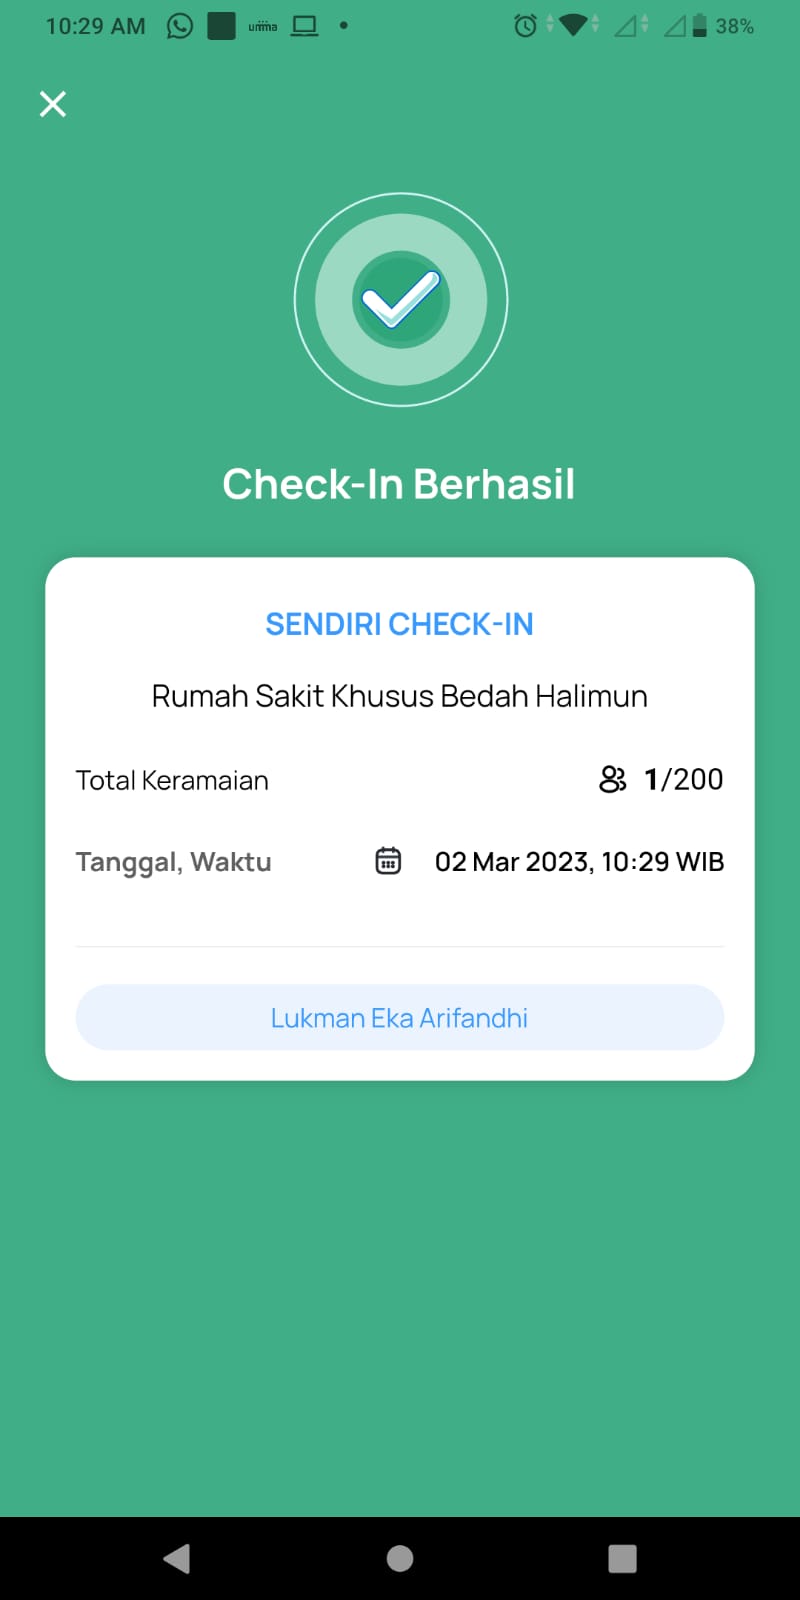 10:29 AM
umma
38%
Check-In Berhasil
SENDIRI CHECK-IN
Rumah Sakit Khusus Bedah Halimun
Total Keramaian 1/200
Tanggal, Waktu 02 Mar 2023, 10:29 WIB
Lukman Eka Arifandhi